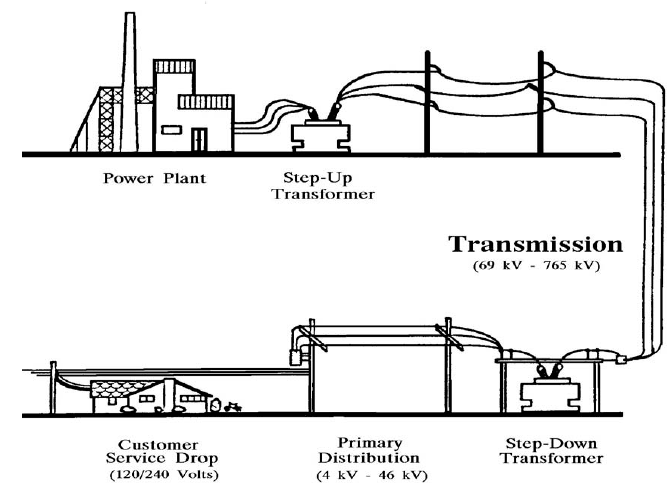 Power Plant
Step-Up
Transformer
Transmission
(69 kV - 765 kV)
Customer
Service Drop
(120/240 Volts)
Primary
Distribution
(4 kV - 46 kV)
Step-Down
Transformer